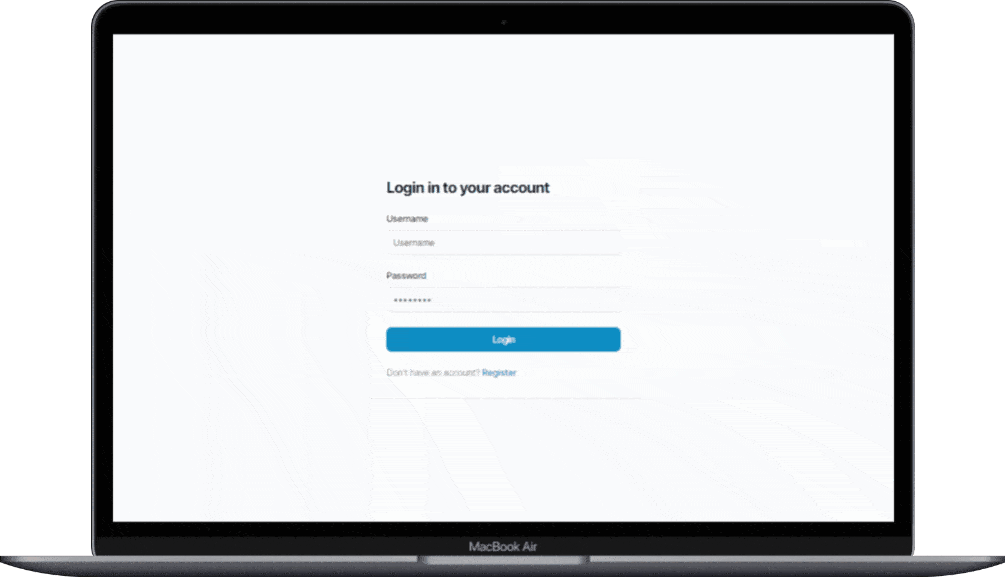 Login in to your account
Username
Username
Password
********
Login
Don't have an account? Register
MacBook Air